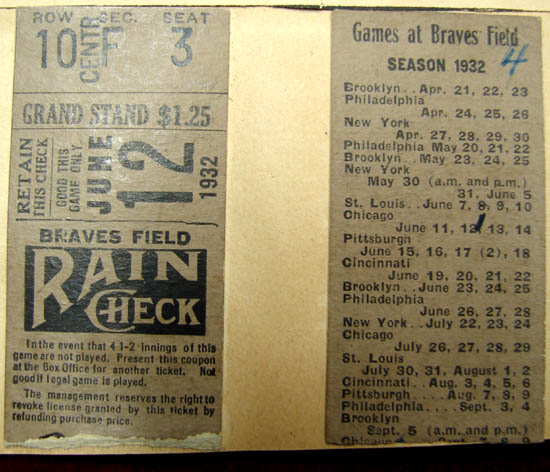 ROW SEC. SEAT
10 CENTR F 3
GRAND STAND $1.25
RETAIN
THIS CHECK
GOOD THIS
GAME ONLY
JUNE
12
1932
BRAVES FIELD
RAIN
CHECK
In the event that 4 1-2 innings of this
game are not played. Present this coupon
at the Box Office for another ticket. Not
good if legal game is played.
The management reserves the right to
revoke license granted by this ticket by
refunding purchase price.
Games at Braves Field
SEASON 1932
4
Brooklyn.. Apr. 21, 22, 23
Philadelphia
Apr. 24, 25, 26
New York
Apr. 27, 28, 29, 30
Philadelphia May 20, 21, 22
Brooklyn.. May 23, 24, 25
New York
May 30 (a.m. and p.m.)
31, June 5
St. Louis.. June 7, 8, 9, 10
Chicago
June 11, 12, 13, 14
Pittsburgh
June 15, 16, 17 (2), 18
Cincinnati
June 19, 20, 21, 22
Brooklyn.. June 23, 24, 25
Philadelphia
June 26, 27, 28
New York.. July 22, 23, 24
Chicago
July 26, 27, 28, 29
St. Louis
July 30, 31, August 1, 2
Cincinnati.. Aug. 3, 4, 5, 6
Pittsburg.... Aug. 7, 8, 9
Philadelphia... Sept. 3, 4
Brooklyn
Sept. 5 (a.m. and p.m.)
Chicago Sept. 7, 8, 9